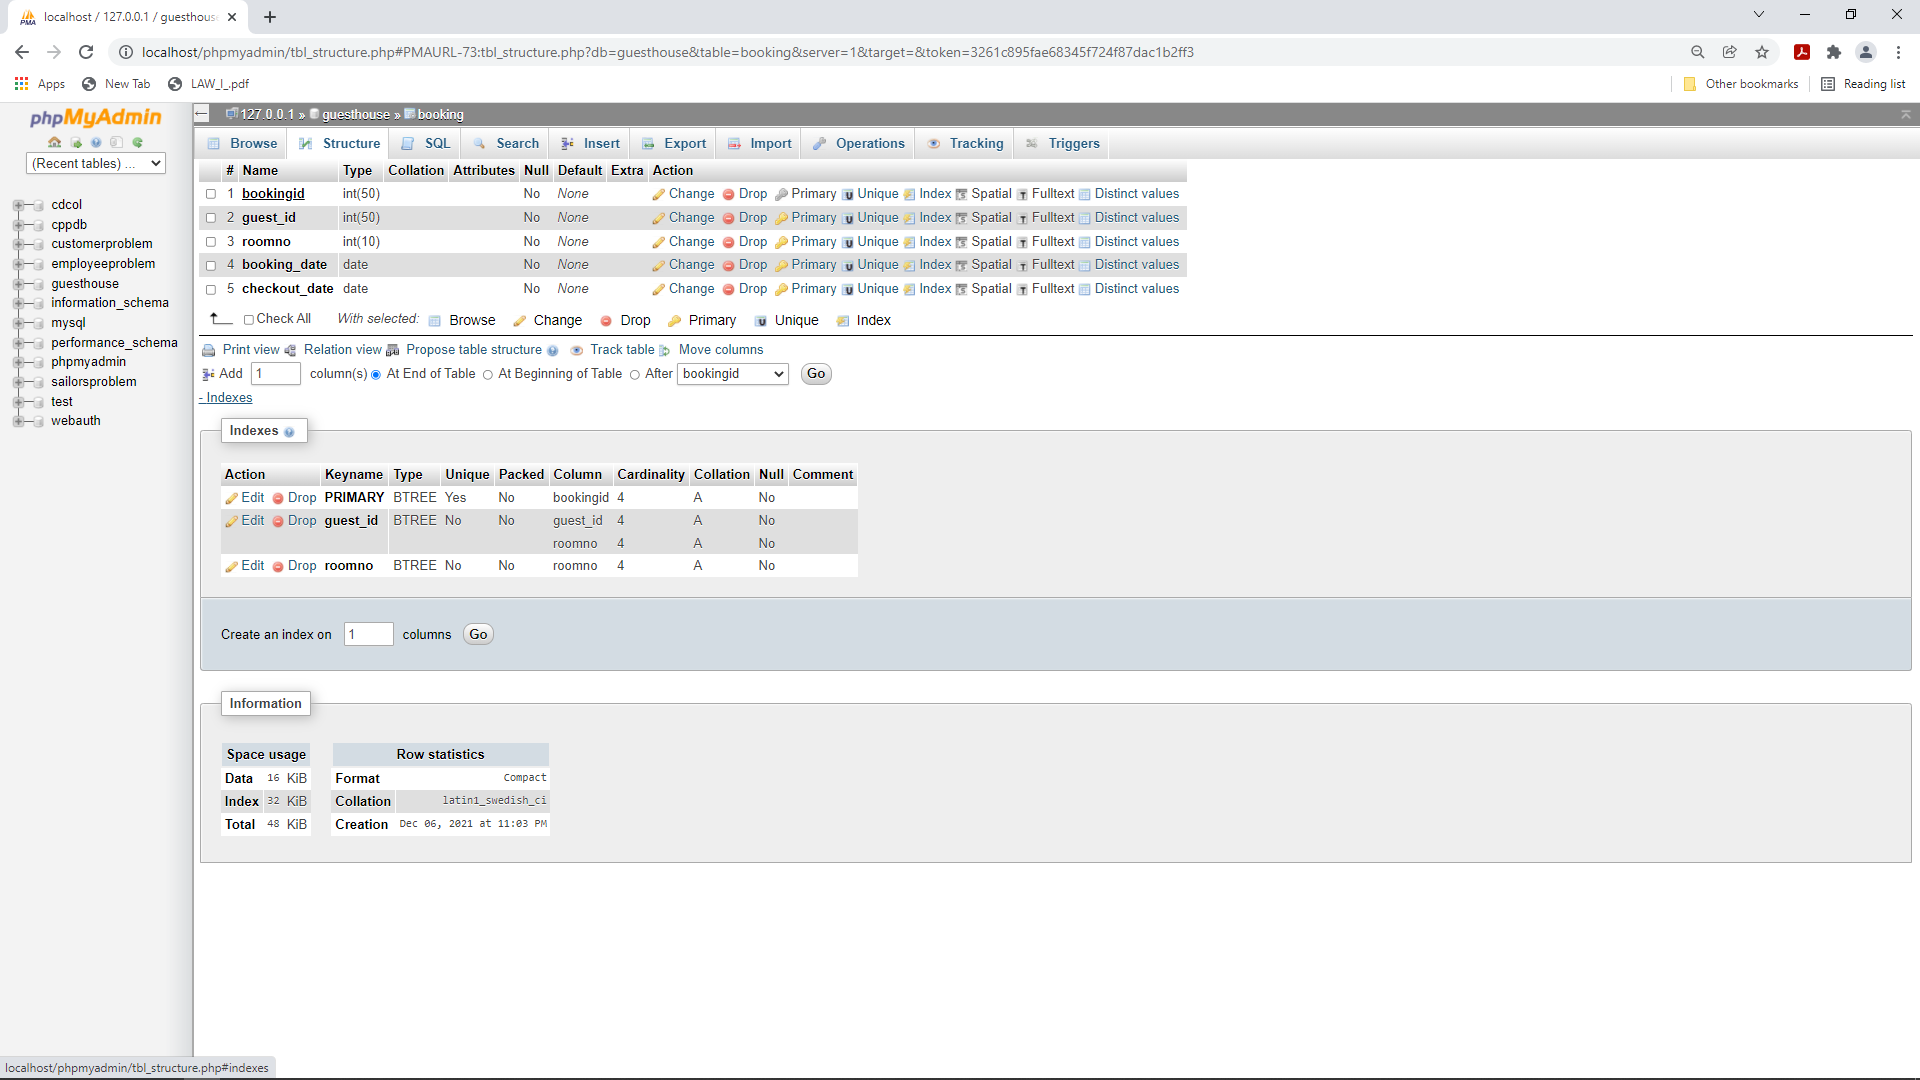 localhost / 127.0.0.1 / guesthouse
localhost/phpmyadmin/tbl_structure.php#PMAURL-73:tbl_structure.php?db=guesthouse&table=booking&server=1&target=&token=3261c895fae68345f724f87dac1b2ff3
Apps New Tab LAW_I_.pdf Other bookmarks Reading list
phpMyAdmin
(Recent tables) ...
cdcol
cppdb
customerproblem
employeeproblem
guesthouse
information_schema
mysql
performance_schema
phpmyadmin
sailorsproblem
test
webauth
127.0.0.1 » guesthouse » booking
Browse Structure SQL Search Insert Export Import Operations Tracking Triggers
# Name Type Collation Attributes Null Default Extra Action
1 bookingid int(50) No None Change Drop Primary Unique Index Spatial Fulltext Distinct values
2 guest_id int(50) No None Change Drop Primary Unique Index Spatial Fulltext Distinct values
3 roomno int(10) No None Change Drop Primary Unique Index Spatial Fulltext Distinct values
4 booking_date date No None Change Drop Primary Unique Index Spatial Fulltext Distinct values
5 checkout_date date No None Change Drop Primary Unique Index Spatial Fulltext Distinct values
Check All With selected: Browse Change Drop Primary Unique Index
Print view Relation view Propose table structure Track table Move columns
Add 1 column(s) At End of Table At Beginning of Table After bookingid Go
- Indexes
Indexes
Action Keyname Type Unique Packed Column Cardinality Collation Null Comment
Edit Drop PRIMARY BTREE Yes No bookingid 4 A No
Edit Drop guest_id BTREE No No guest_id 4 A No
roomno 4 A No
Edit Drop roomno BTREE No No roomno 4 A No
Create an index on 1 columns Go
Information
Space usage
Data 16 KiB
Index 32 KiB
Total 48 KiB
Row statistics
Format Compact
Collation latin1_swedish_ci
Creation Dec 06, 2021 at 11:03 PM
localhost/phpmyadmin/tbl_structure.php#indexes